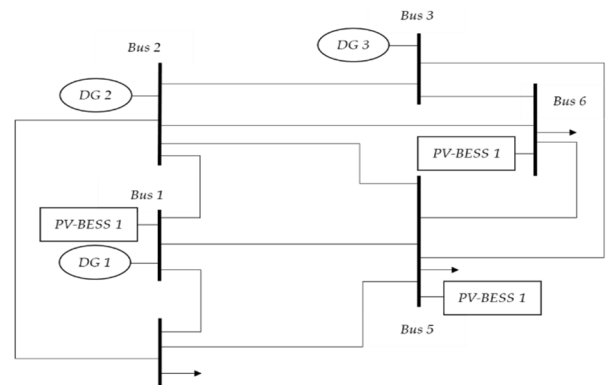 Bus 3
Bus 2
DG 3
DG 2
Bus 6
PV-BESS 1
Bus 1
PV-BESS 1
DG 1
PV-BESS 1
Bus 5